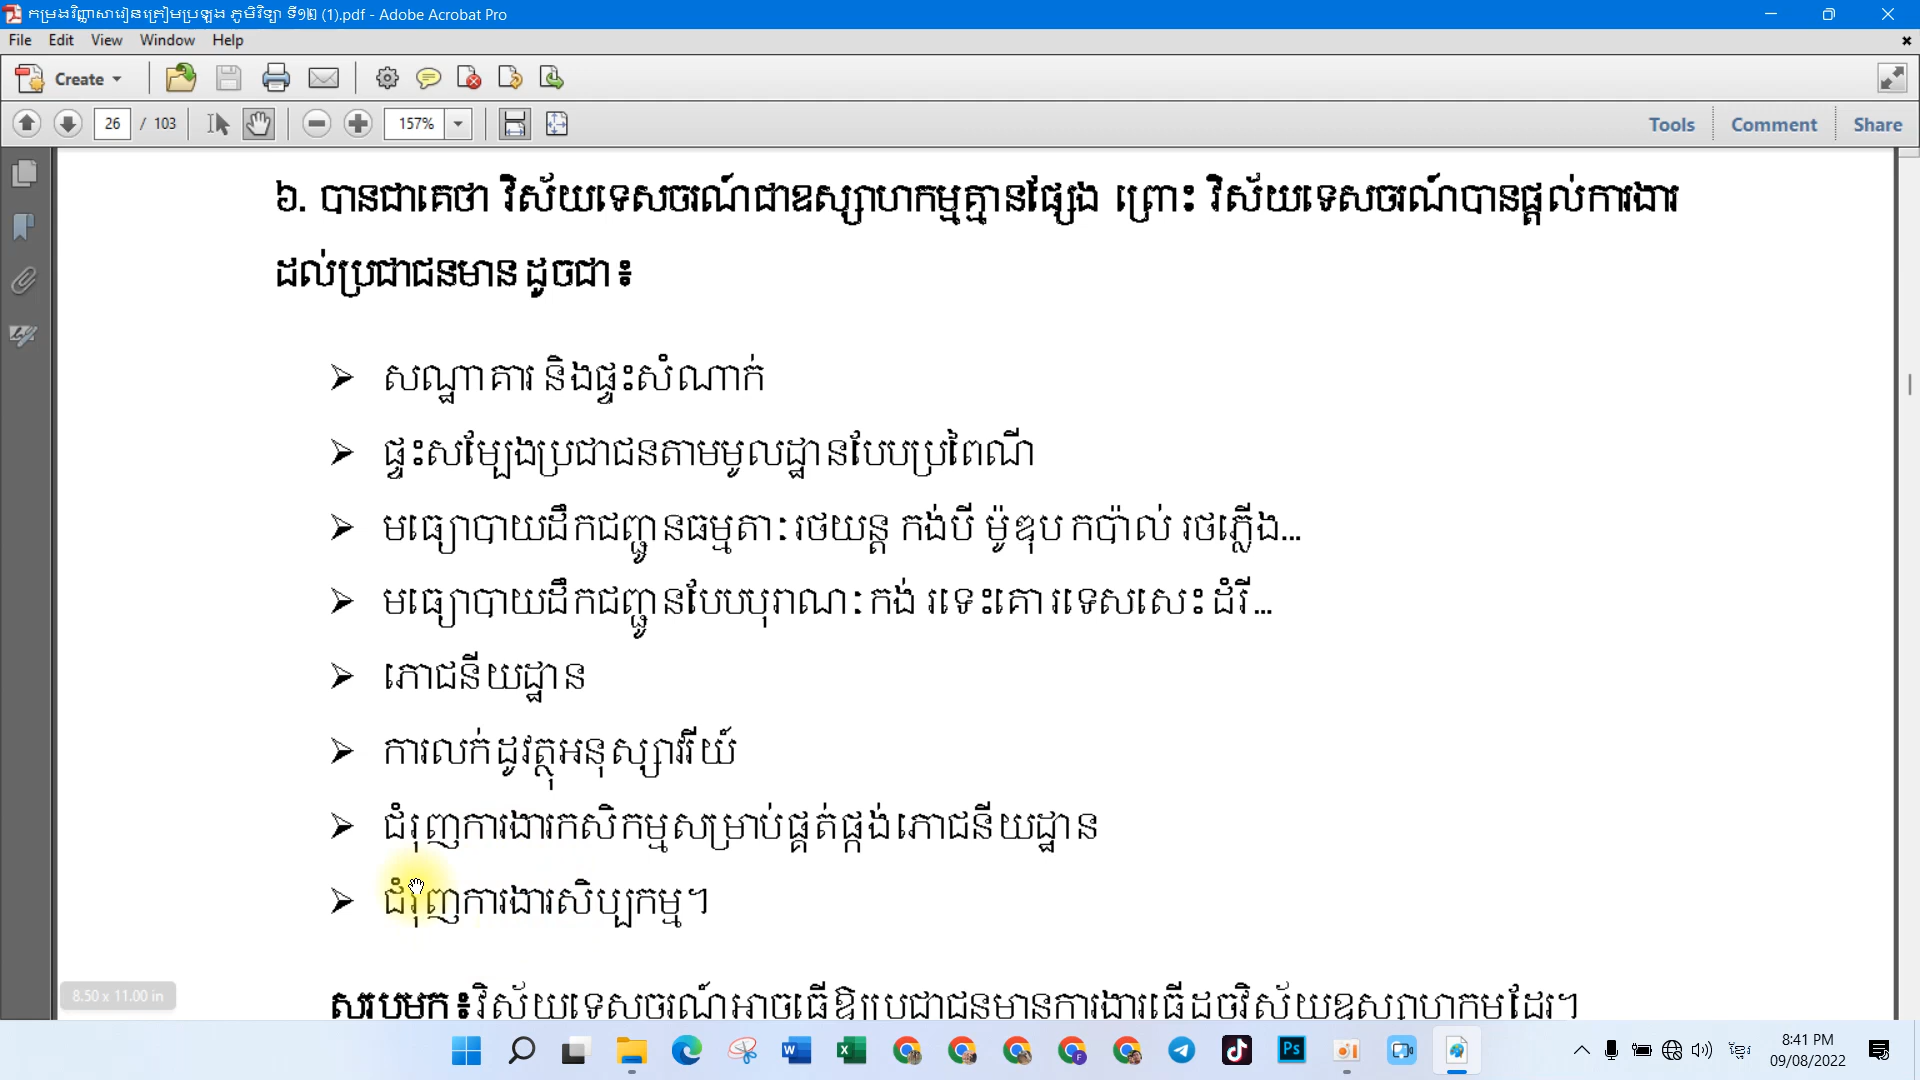 កម្រងវិញ្ញាសារៀនត្រៀមប្រឡង ភូមិវិទ្យា ទី១២ (1).pdf - Adobe Acrobat Pro
File Edit View Window Help
Create
26 / 103 157% Tools Comment Share
៦. បានជាគេថា វិស័យទេសចរណ៍ជាឧស្សាហកម្មគ្មានផ្សែង ព្រោះ វិស័យទេសចរណ៍បានផ្តល់ការងារ
ដល់ប្រជាជនមាន ដូចជា ៖
➢ សណ្ឋាគារ និងផ្ទះសំណាក់
➢ ផ្ទះសម្បែងប្រជាជនតាមមូលដ្ឋានបែបប្រពៃណី
➢ មធ្យោបាយដឹកជញ្ជូនធម្មតាៈ រថយន្ត កង់បី ម៉ូឌុប កប៉ាល់ រថភ្លើង...
➢ មធ្យោបាយដឹកជញ្ជូនបែបបុរាណៈ កង់ រទេះគោ រទេសសេះ ដំរី...
➢ ភោជនីយដ្ឋាន
➢ ការលក់ដូវត្ថុអនុស្សាវរីយ៍
➢ ជំរុញការងារកសិកម្មសម្រាប់ផ្គត់ផ្គង់ភោជនីយដ្ឋាន
➢ ជំរុញការងារសិប្បកម្ម។
សរុបមក ៖ វិស័យទេសចរណ៍អាចធ្វើឱ្យប្រជាជនមានការងារធ្វើដូចវិស័យឧស្សាហកម្មដែរ។
8.50 x 11.00 in
ខ្មែរ
8:41 PM
09/08/2022